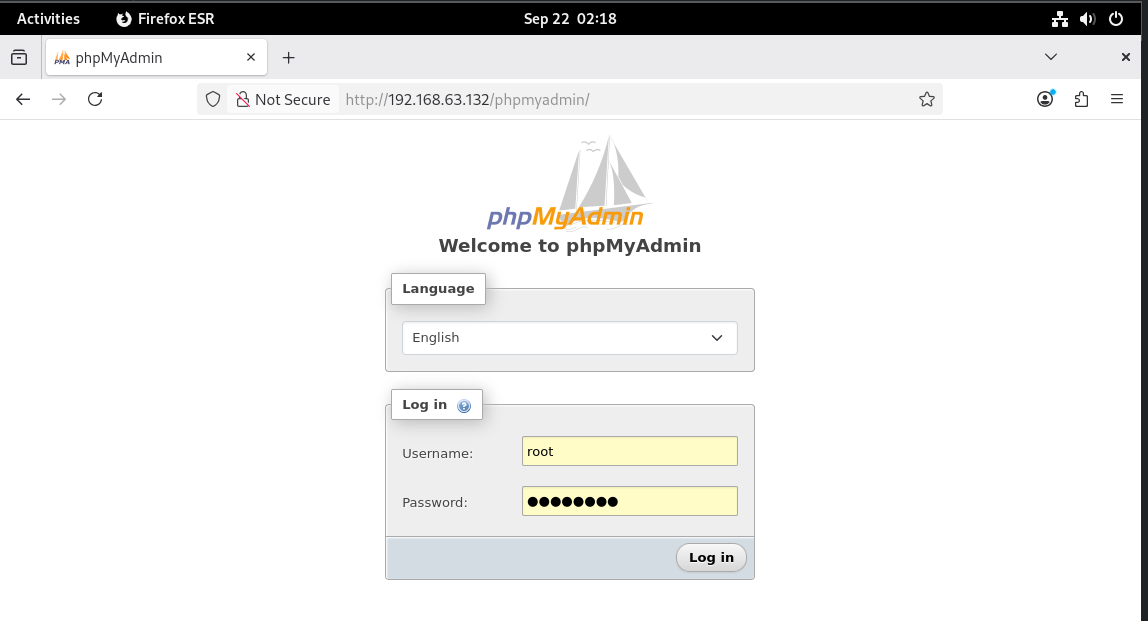 Activities Firefox ESR Sep 22 02:18
phpMyAdmin
Not Secure http://192.168.63.132/phpmyadmin/
phpMyAdmin
Welcome to phpMyAdmin
Language
English
Log in
Username: root
Password: ●●●●●●●●
Log in